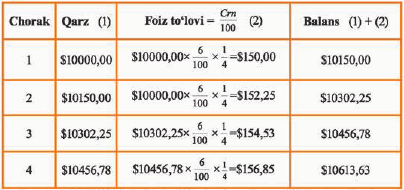 Chorak Qarz (1) Foiz to‘lovi = Crn/100 (2) Balans (1) + (2)
1 $10000,00 $10000,00× 6/100 × 1/4 =$150,00 $10150,00
2 $10150,00 $10000,00× 6/100 × 1/4 =$152,25 $10302,25
3 $10302,25 $10302,25× 6/100 × 1/4 =$154,53 $10456,78
4 $10456,78 $10456,78× 6/100 × 1/4 =$156,85 $10613,63